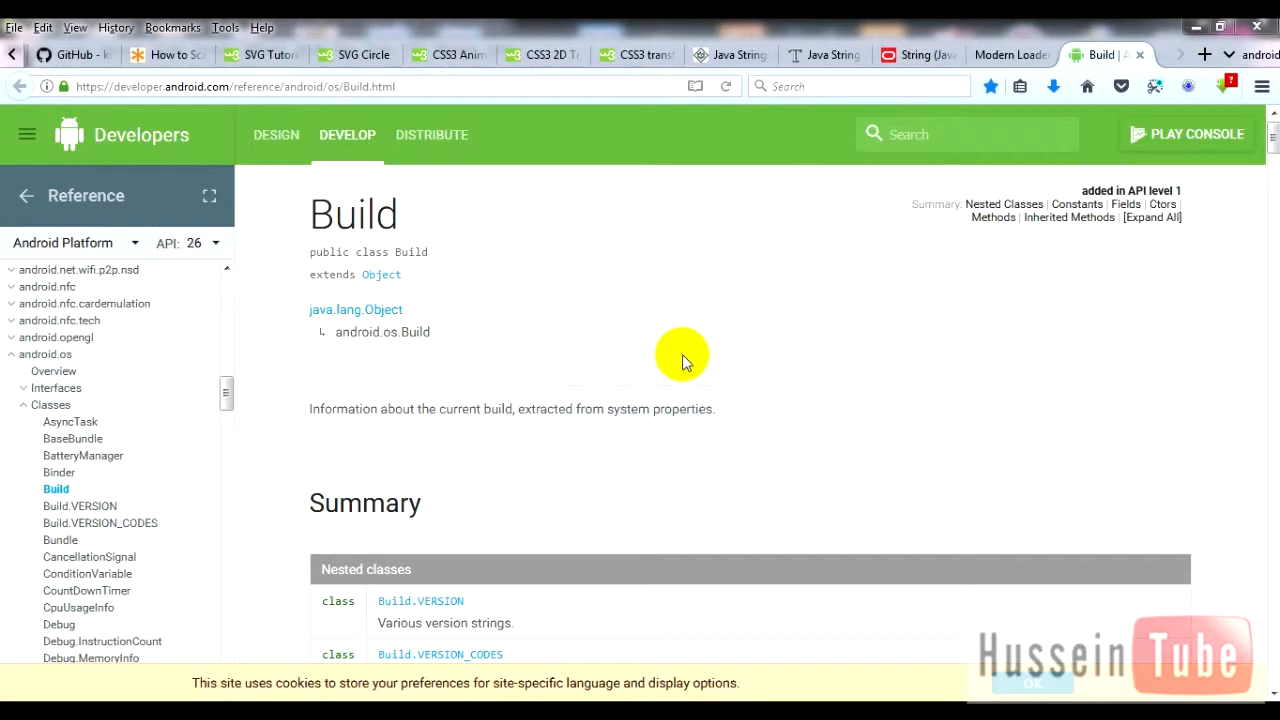 File Edit View History Bookmarks Tools Help
GitHub - k How to Sc SVG Tutori SVG Circle CSS3 Anim CSS3 2D Tr CSS3 transf Java String: Java String String (Jav Modern Loade Build | A android
https://developer.android.com/reference/android/os/Build.html Search 7
Developers DESIGN DEVELOP DISTRIBUTE Search PLAY CONSOLE
Reference
Android Platform API: 26
android.net.wifi.p2p.nsd
android.nfc
android.nfc.cardemulation
android.nfc.tech
android.opengl
android.os
Overview
Interfaces
Classes
AsyncTask
BaseBundle
BatteryManager
Binder
Build
Build.VERSION
Build.VERSION_CODES
Bundle
CancellationSignal
ConditionVariable
CountDownTimer
CpuUsageInfo
Debug
Debug.InstructionCount
Debug.MemoryInfo
added in API level 1
Summary: Nested Classes | Constants | Fields | Ctors |
Methods | Inherited Methods | [Expand All]
Build
public class Build
extends Object
java.lang.Object
↳ android.os.Build
Information about the current build, extracted from system properties.
Summary
Nested classes
class Build.VERSION
Various version strings.
class Build.VERSION_CODES
This site uses cookies to store your preferences for site-specific language and display options.
OK
Hussein Tube